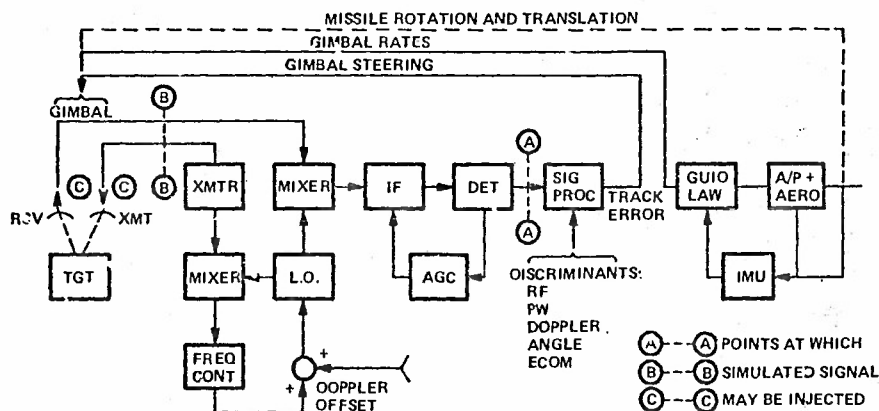 MISSILE ROTATION AND TRANSLATION
GIMBAL RATES
GIMBAL STEERING
GIMBAL
B
B
C
C
RCV
XMT
TGT
XMTR
MIXER
IF
DET
A
A
SIG
PROC
TRACK
ERROR
GUID
LAW
A/P +
AERO
MIXER
L.O.
AGC
IMU
DISCRIMINANTS:
RF
PW
DOPPLER
ANGLE
ECOM
FREQ
CONT
+
+
DOPPLER
OFFSET
A A POINTS AT WHICH
B B SIMULATED SIGNAL
C C MAY BE INJECTED